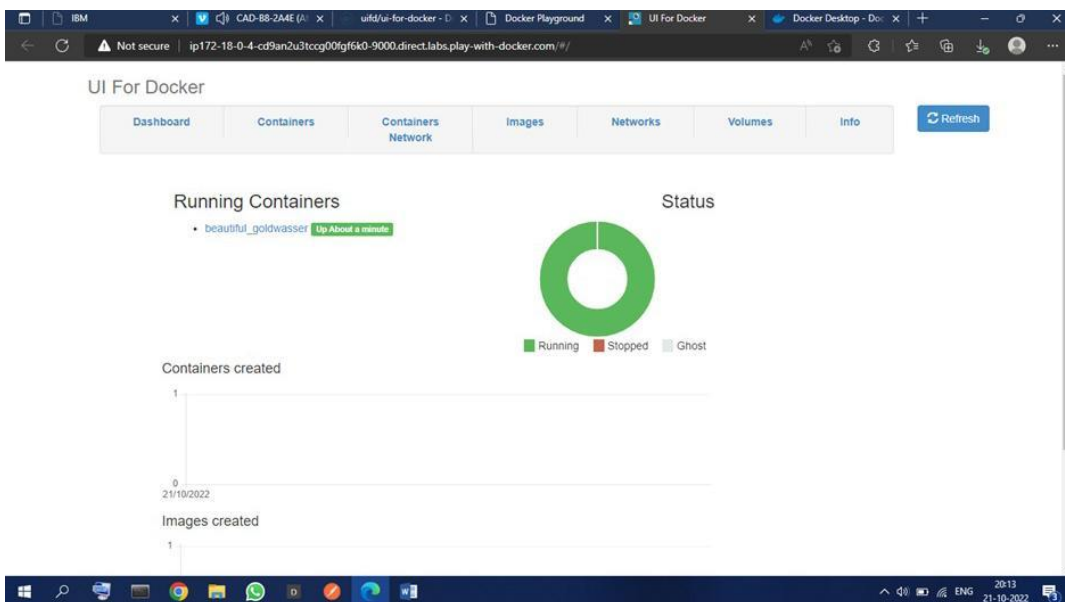 IBM
CAD-B8-2A4E (A
uifd/ui-for-docker - D
Docker Playground
UI For Docker
Docker Desktop - Doc
Not secure
ip172-18-0-4-cd9an2u3tccg00fgf6k0-9000.direct.labs.play-with-docker.com/#/
UI For Docker
Dashboard
Containers
Containers
Network
Images
Networks
Volumes
Info
Refresh
Running Containers
beautiful_goldwasser Up About a minute
Status
Running
Stopped
Ghost
Containers created
1
0
21/10/2022
Images created
1
ENG
20:13
21-10-2022